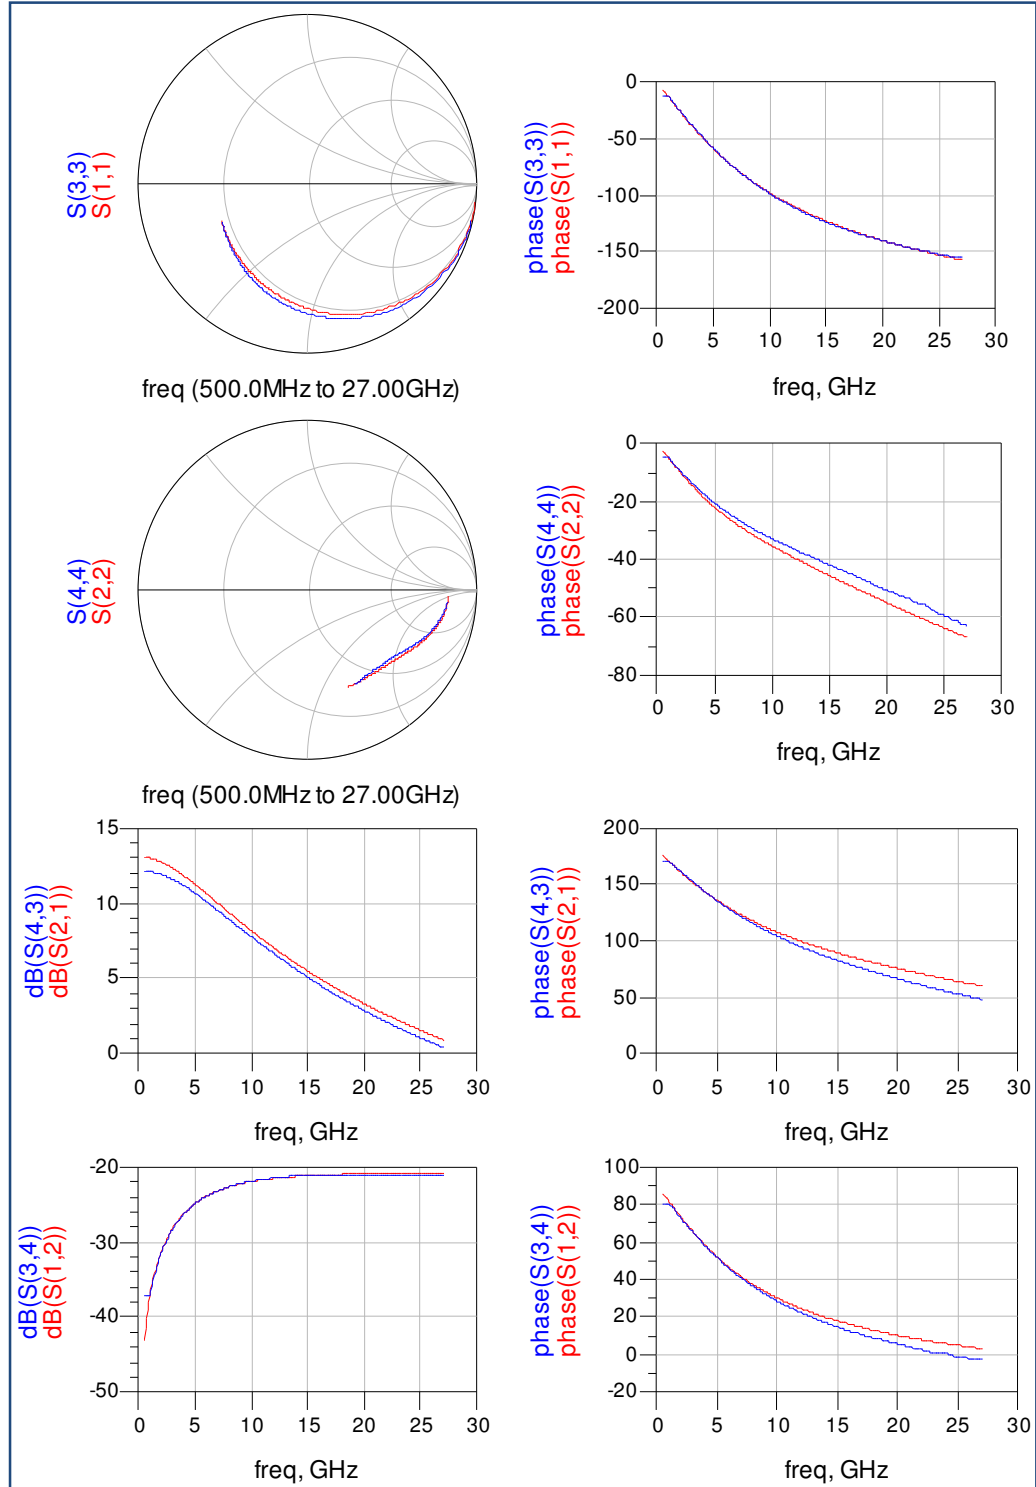 S(3,3)
S(1,1)
freq (500.0MHz to 27.00GHz)
phase(S(3,3))
phase(S(1,1))
0
-50
-100
-150
-200
0 5 10 15 20 25 30
freq, GHz
S(4,4)
S(2,2)
freq (500.0MHz to 27.00GHz)
phase(S(4,4))
phase(S(2,2))
0
-20
-40
-60
-80
0 5 10 15 20 25 30
freq, GHz
dB(S(4,3))
dB(S(2,1))
15
10
5
0
0 5 10 15 20 25 30
freq, GHz
phase(S(4,3))
phase(S(2,1))
200
150
100
50
0
0 5 10 15 20 25 30
freq, GHz
dB(S(3,4))
dB(S(1,2))
-20
-30
-40
-50
0 5 10 15 20 25 30
freq, GHz
phase(S(3,4))
phase(S(1,2))
100
80
60
40
20
0
-20
0 5 10 15 20 25 30
freq, GHz